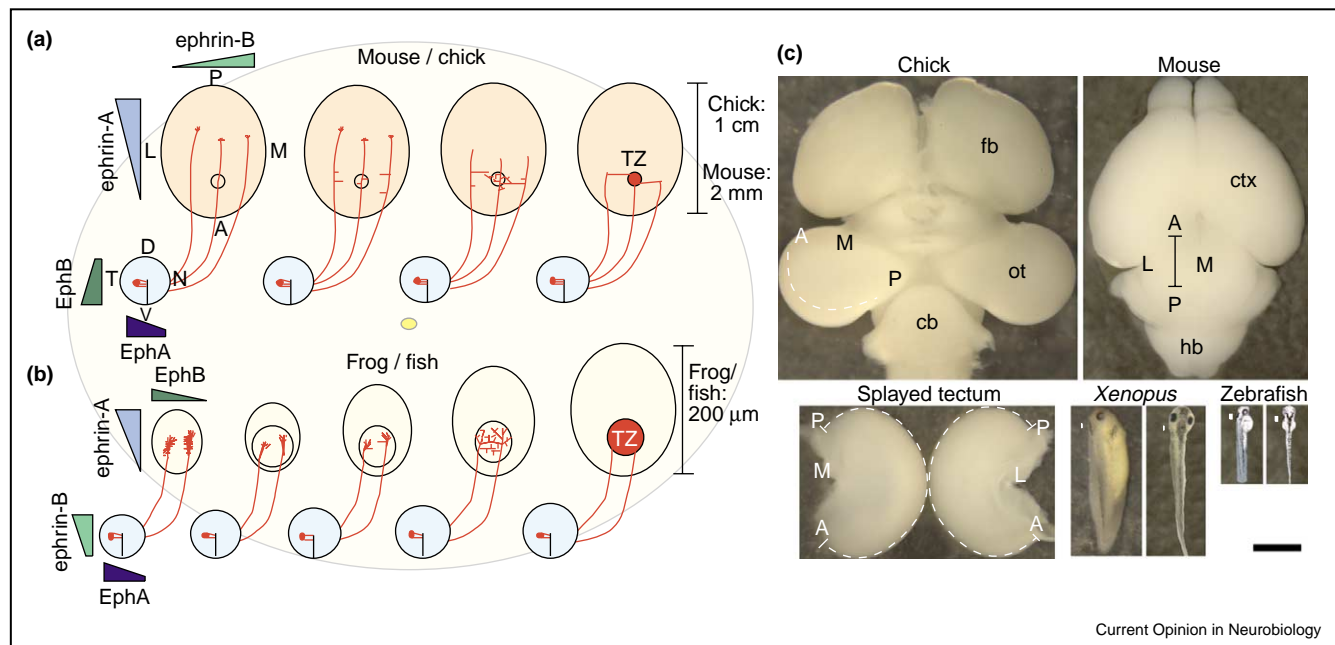 (a)
ephrin-B
P
Mouse / chick
ephrin-A
L
M
A
TZ
Chick:
1 cm
Mouse:
2 mm
EphB
D
T
N
V
EphA
(b)
Frog / fish
EphB
ephrin-A
TZ
Frog/
fish:
200 μm
ephrin-B
EphA
(c)
Chick
Mouse
fb
ctx
A
M
P
ot
cb
A
L
M
P
hb
Splayed tectum
P
P
M
L
A
A
Xenopus
Zebrafish
Current Opinion in Neurobiology